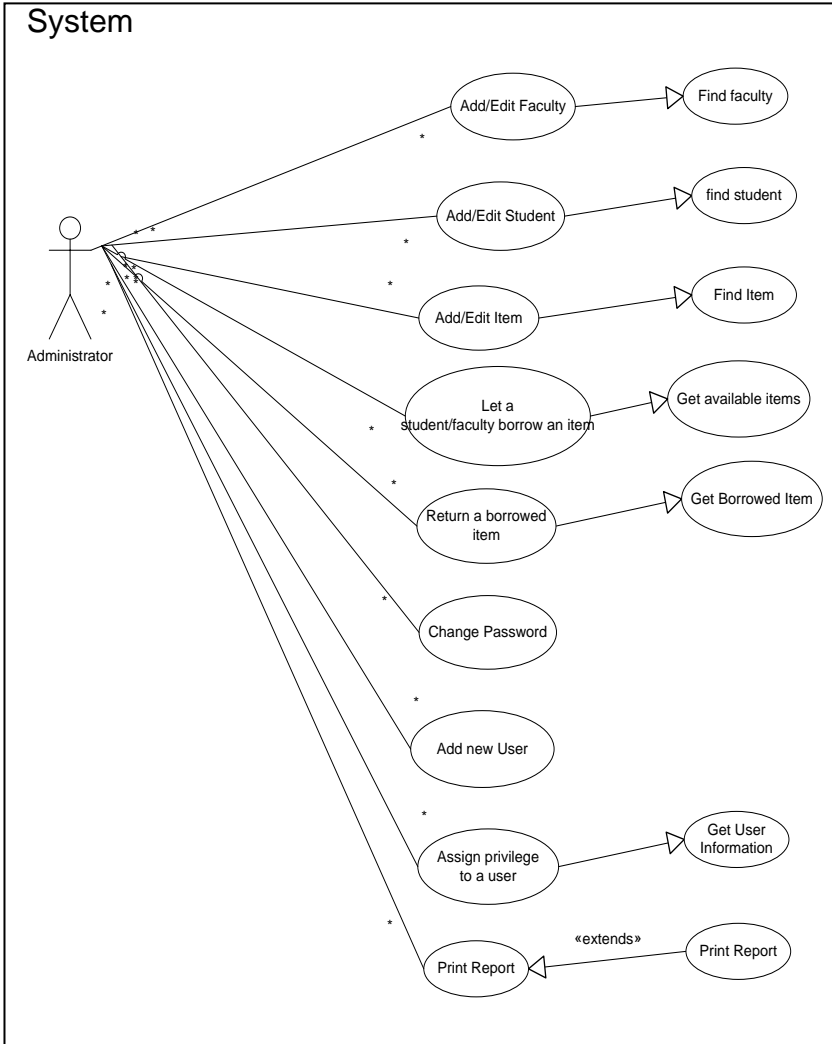 System
Add/Edit Faculty
Find faculty
*
Add/Edit Student
find student
*
*
*
Administrator
*
*
*
*
*
*
*
Add/Edit Item
Find Item
Let a
student/faculty borrow an item
Get available items
*
*
Return a borrowed
item
Get Borrowed Item
*
Change Password
*
Add new User
*
Assign privilege
to a user
Get User
Information
*
Print Report
«extends»
Print Report